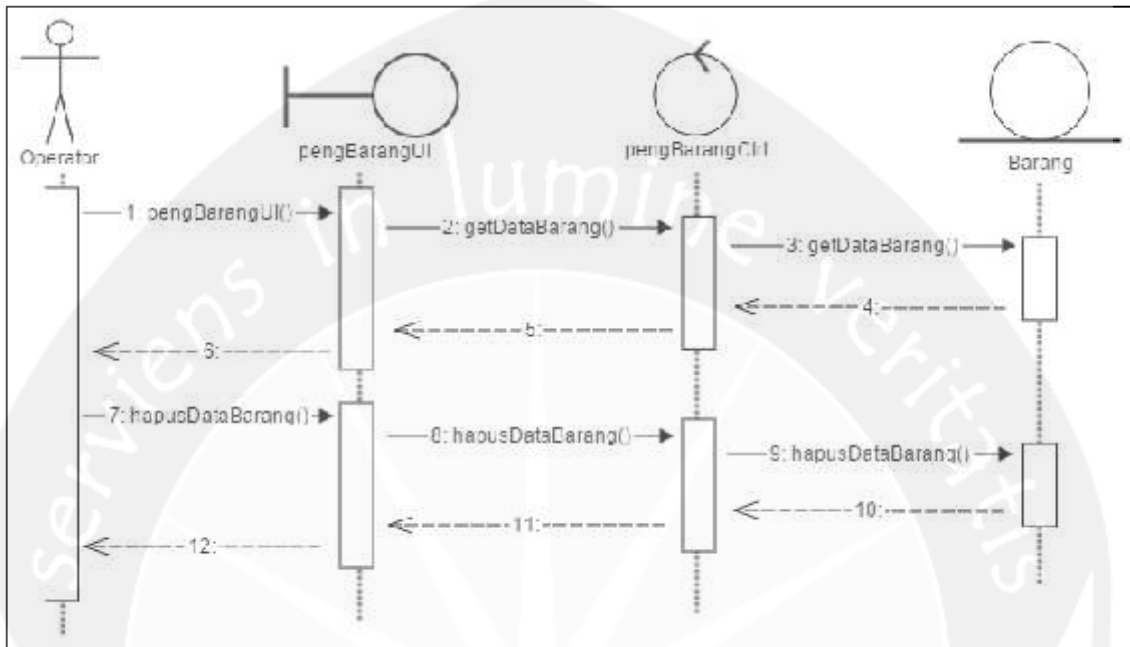 Operator
pengBarangUI
pengBarangCtrl
Barang
1: pengBarangUI()
2: getDataBarang()
3: getDataBarang()
4:
5:
6:
7: hapusDataBarang()
8: hapusDataBarang()
9: hapusDataBarang()
10:
11:
12:
serviens in lumine veritatis